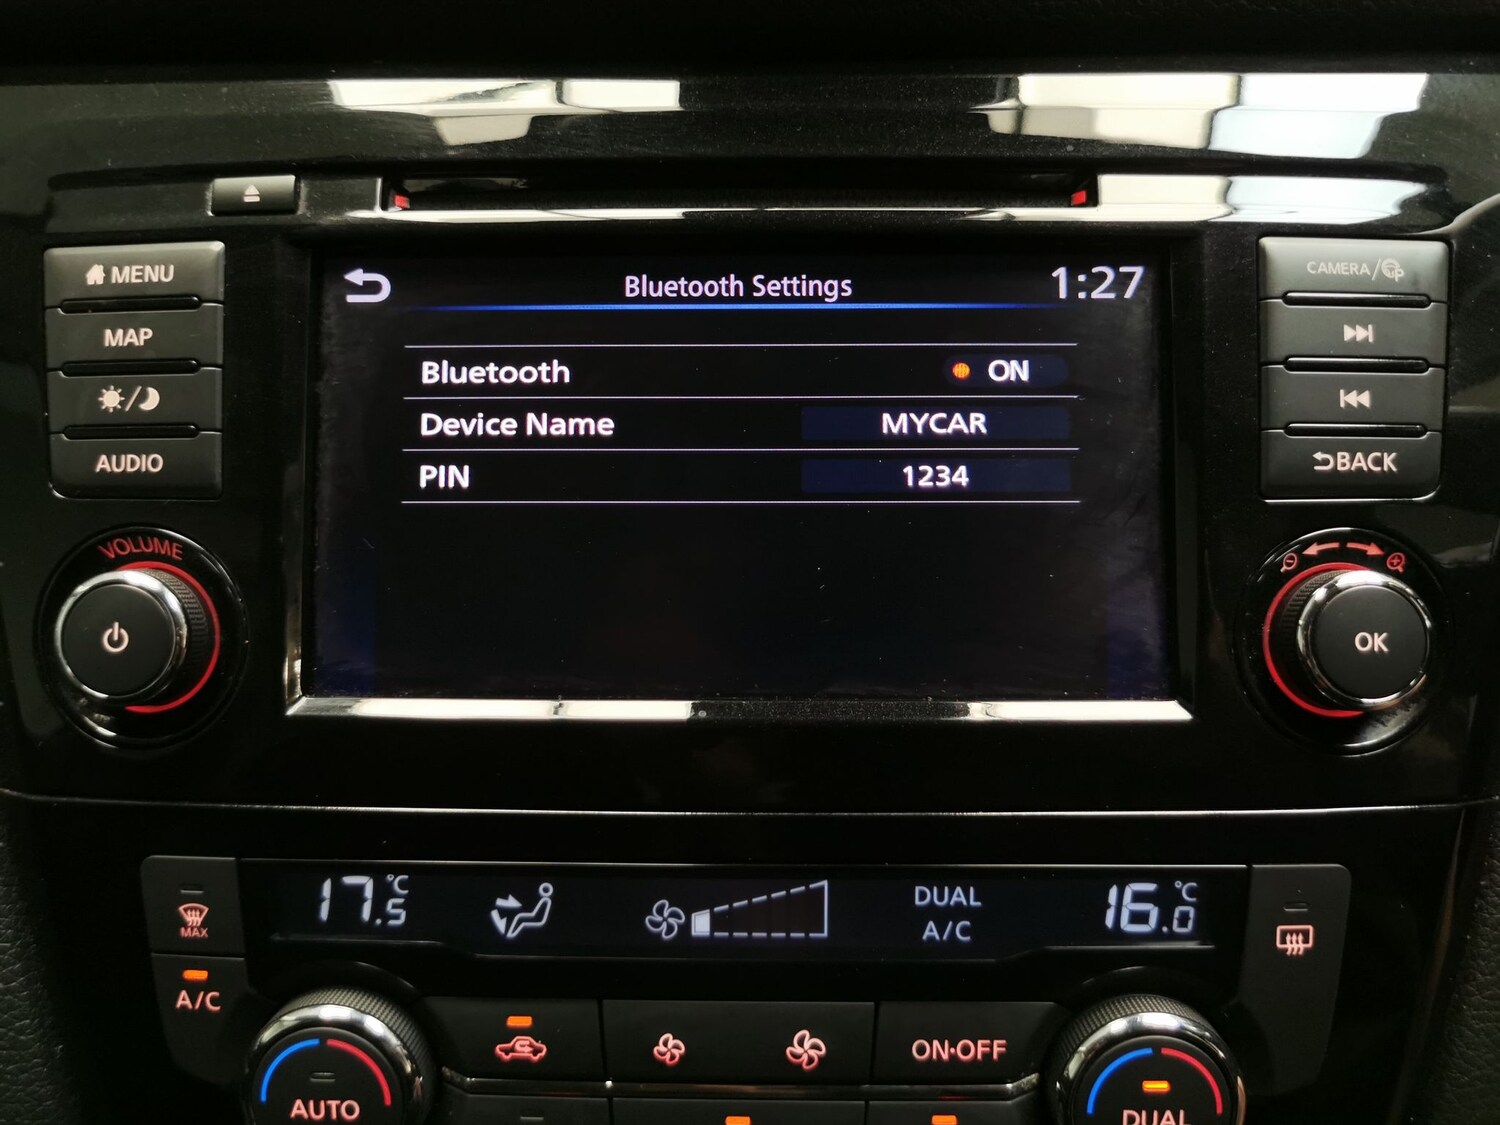 MENU
MAP
AUDIO
VOLUME
Bluetooth Settings 1:27
Bluetooth ON
Device Name MYCAR
PIN 1234
CAMERA/
BACK
OK
17.5°C
DUAL
A/C
16.0°C
MAX
A/C
AUTO
ON·OFF
DUAL